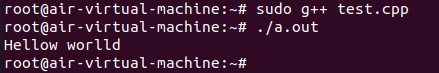 root@air-virtual-machine:~# sudo g++ test.cpp
root@air-virtual-machine:~# ./a.out
Hellow worlld
root@air-virtual-machine:~#